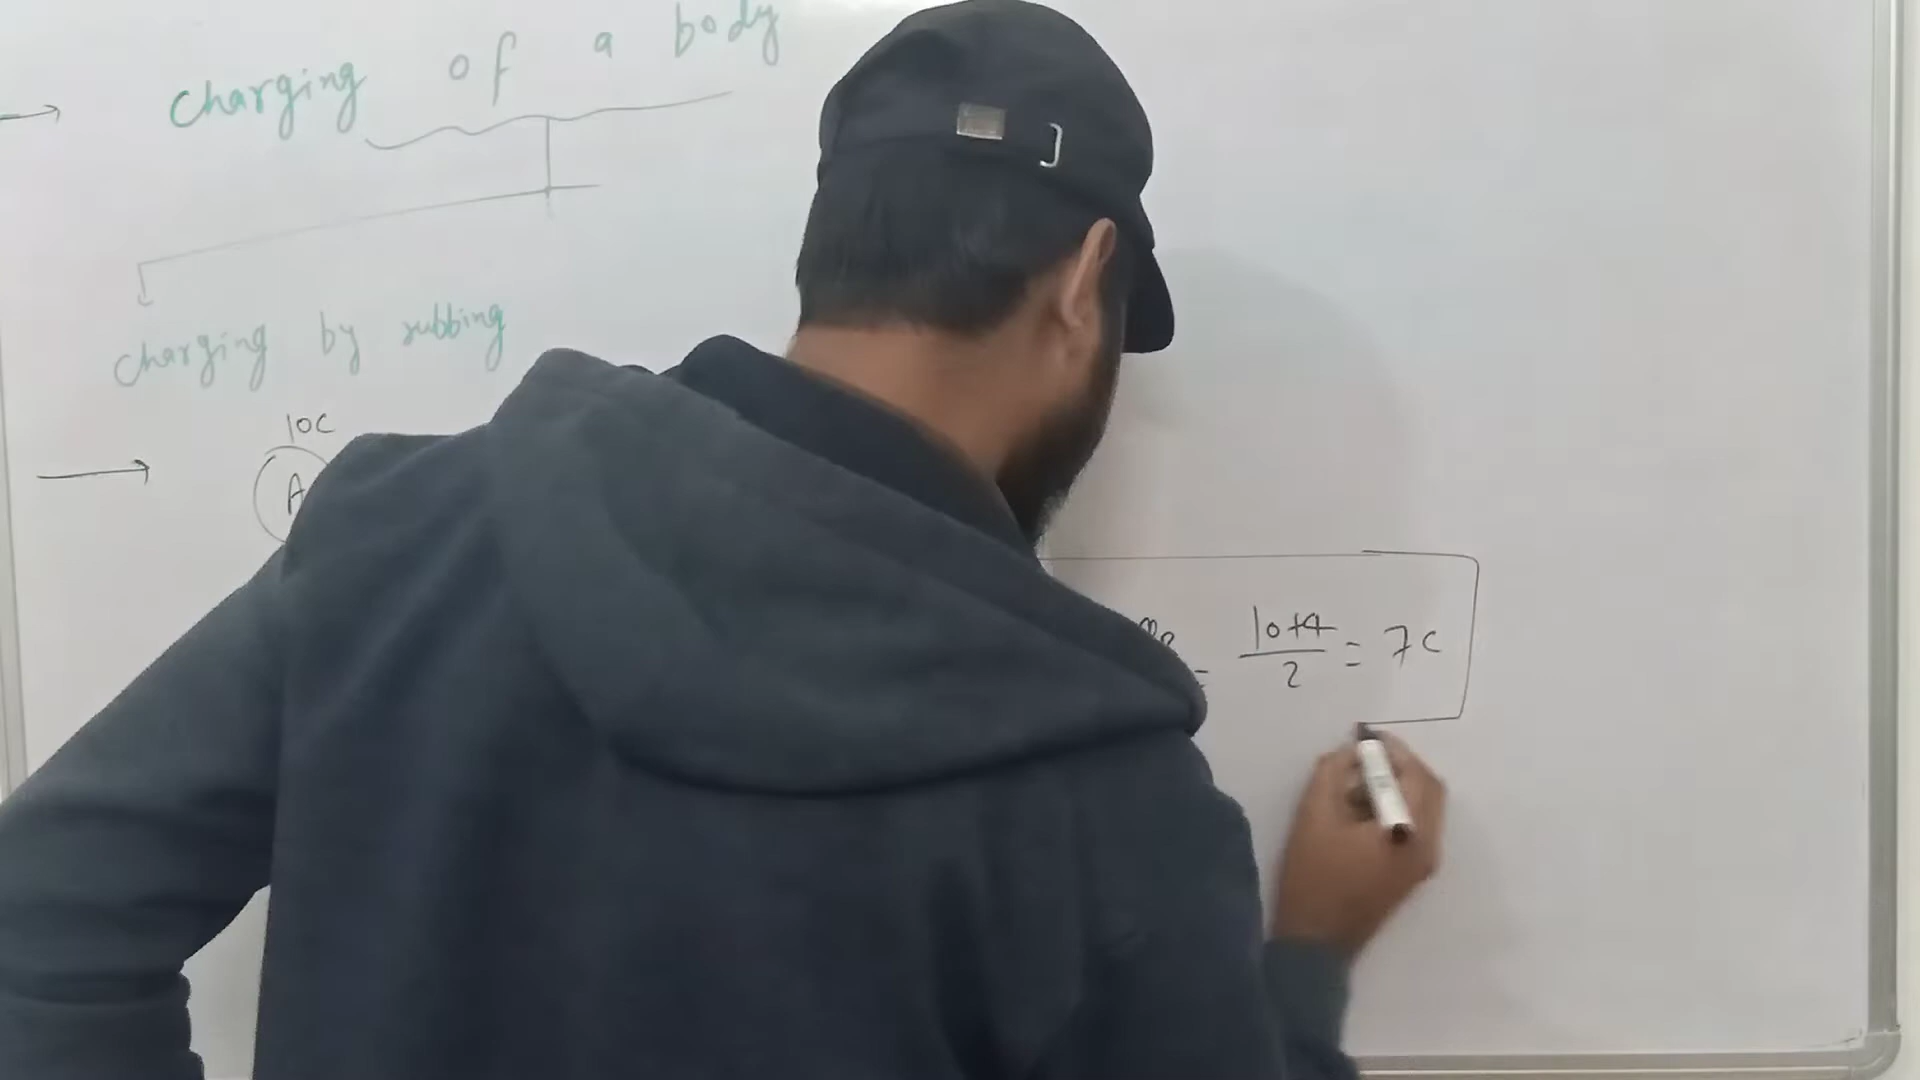 Charging of a body
Charging by rubbing
10C
A
= 10+4/2 = 7C